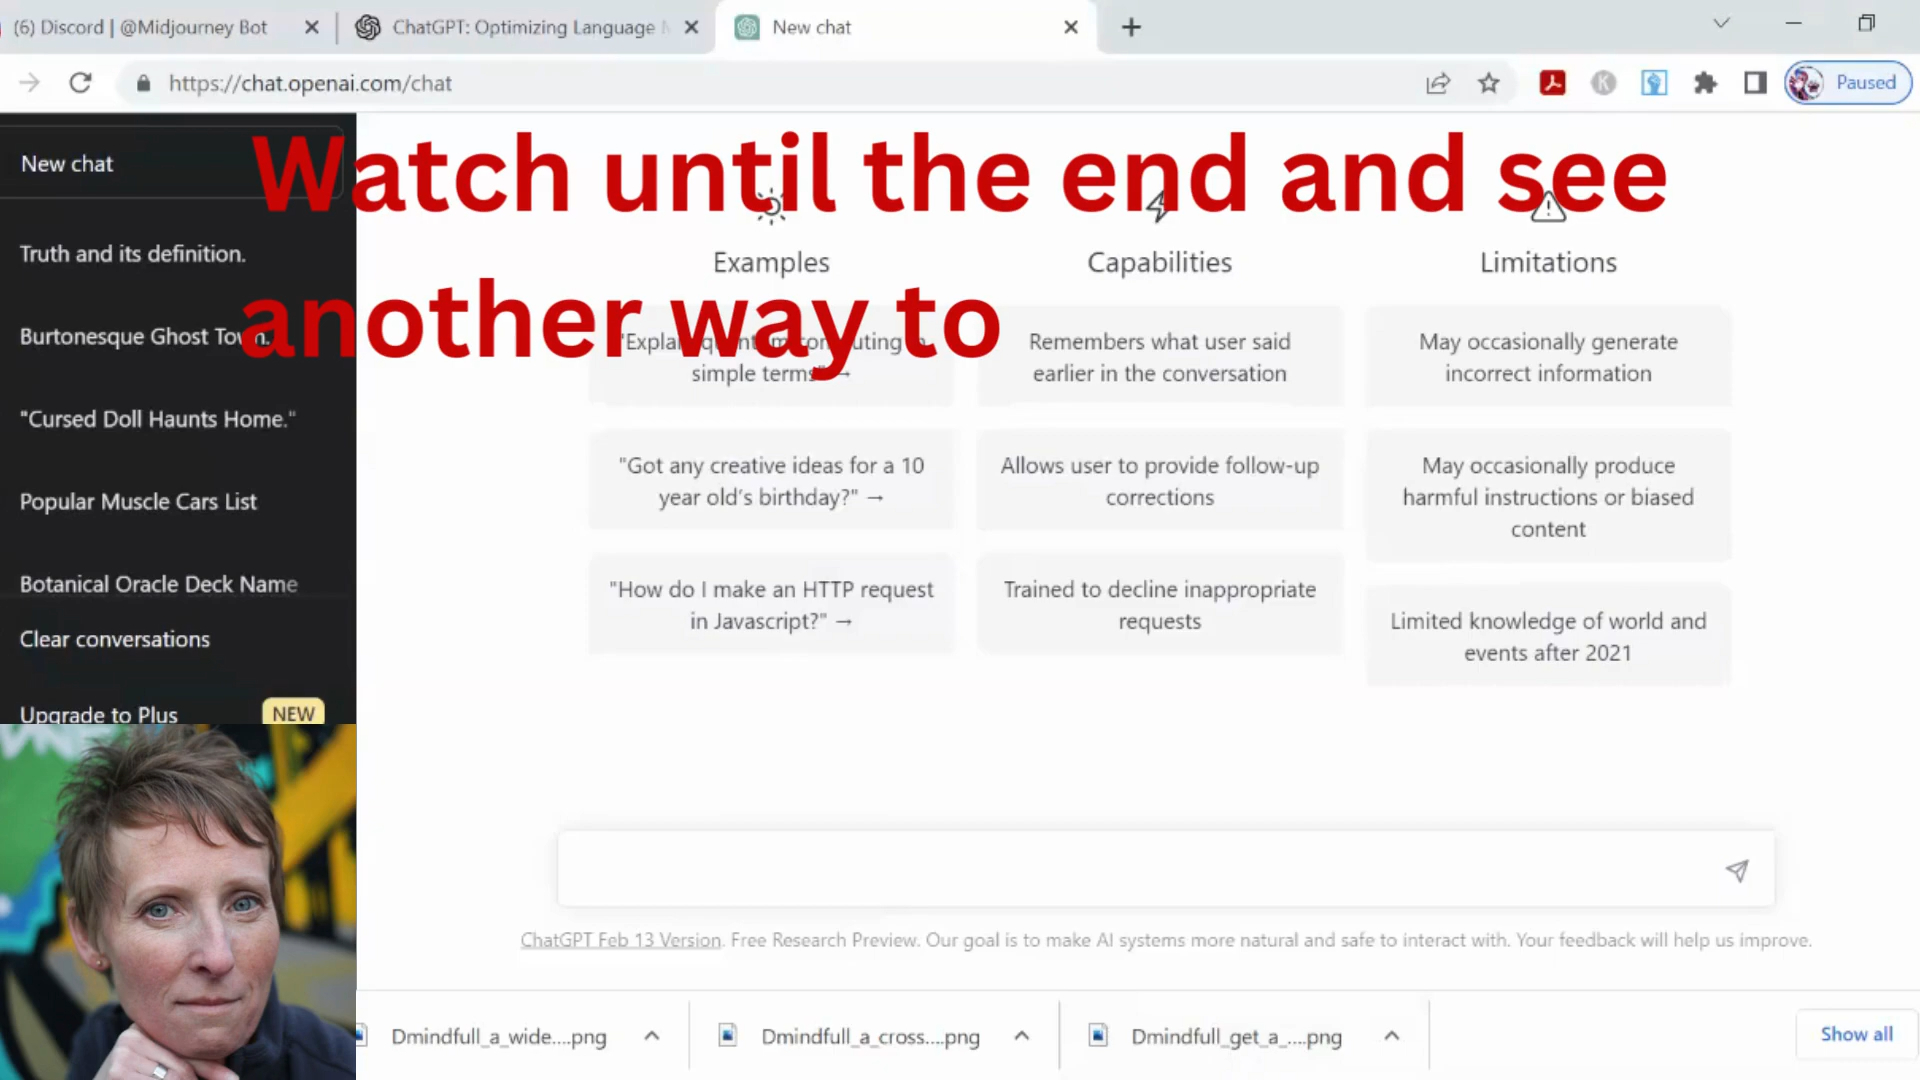 (6) Discord | @Midjourney Bot
ChatGPT: Optimizing Language
New chat
https://chat.openai.com/chat
Paused
Watch until the end and see
another way to
New chat
Truth and its definition.
Burtonesque Ghost Town.
"Cursed Doll Haunts Home."
Popular Muscle Cars List
Botanical Oracle Deck Name
Clear conversations
Upgrade to Plus
NEW
Examples
"Explain quantum computing in
simple terms" →
"Got any creative ideas for a 10
year old's birthday?" →
"How do I make an HTTP request
in Javascript?" →
Capabilities
Remembers what user said
earlier in the conversation
Allows user to provide follow-up
corrections
Trained to decline inappropriate
requests
Limitations
May occasionally generate
incorrect information
May occasionally produce
harmful instructions or biased
content
Limited knowledge of world and
events after 2021
ChatGPT Feb 13 Version. Free Research Preview. Our goal is to make AI systems more natural and safe to interact with. Your feedback will help us improve.
Dmindfull_a_wide....png
Dmindfull_a_cross....png
Dmindfull_get_a_....png
Show all